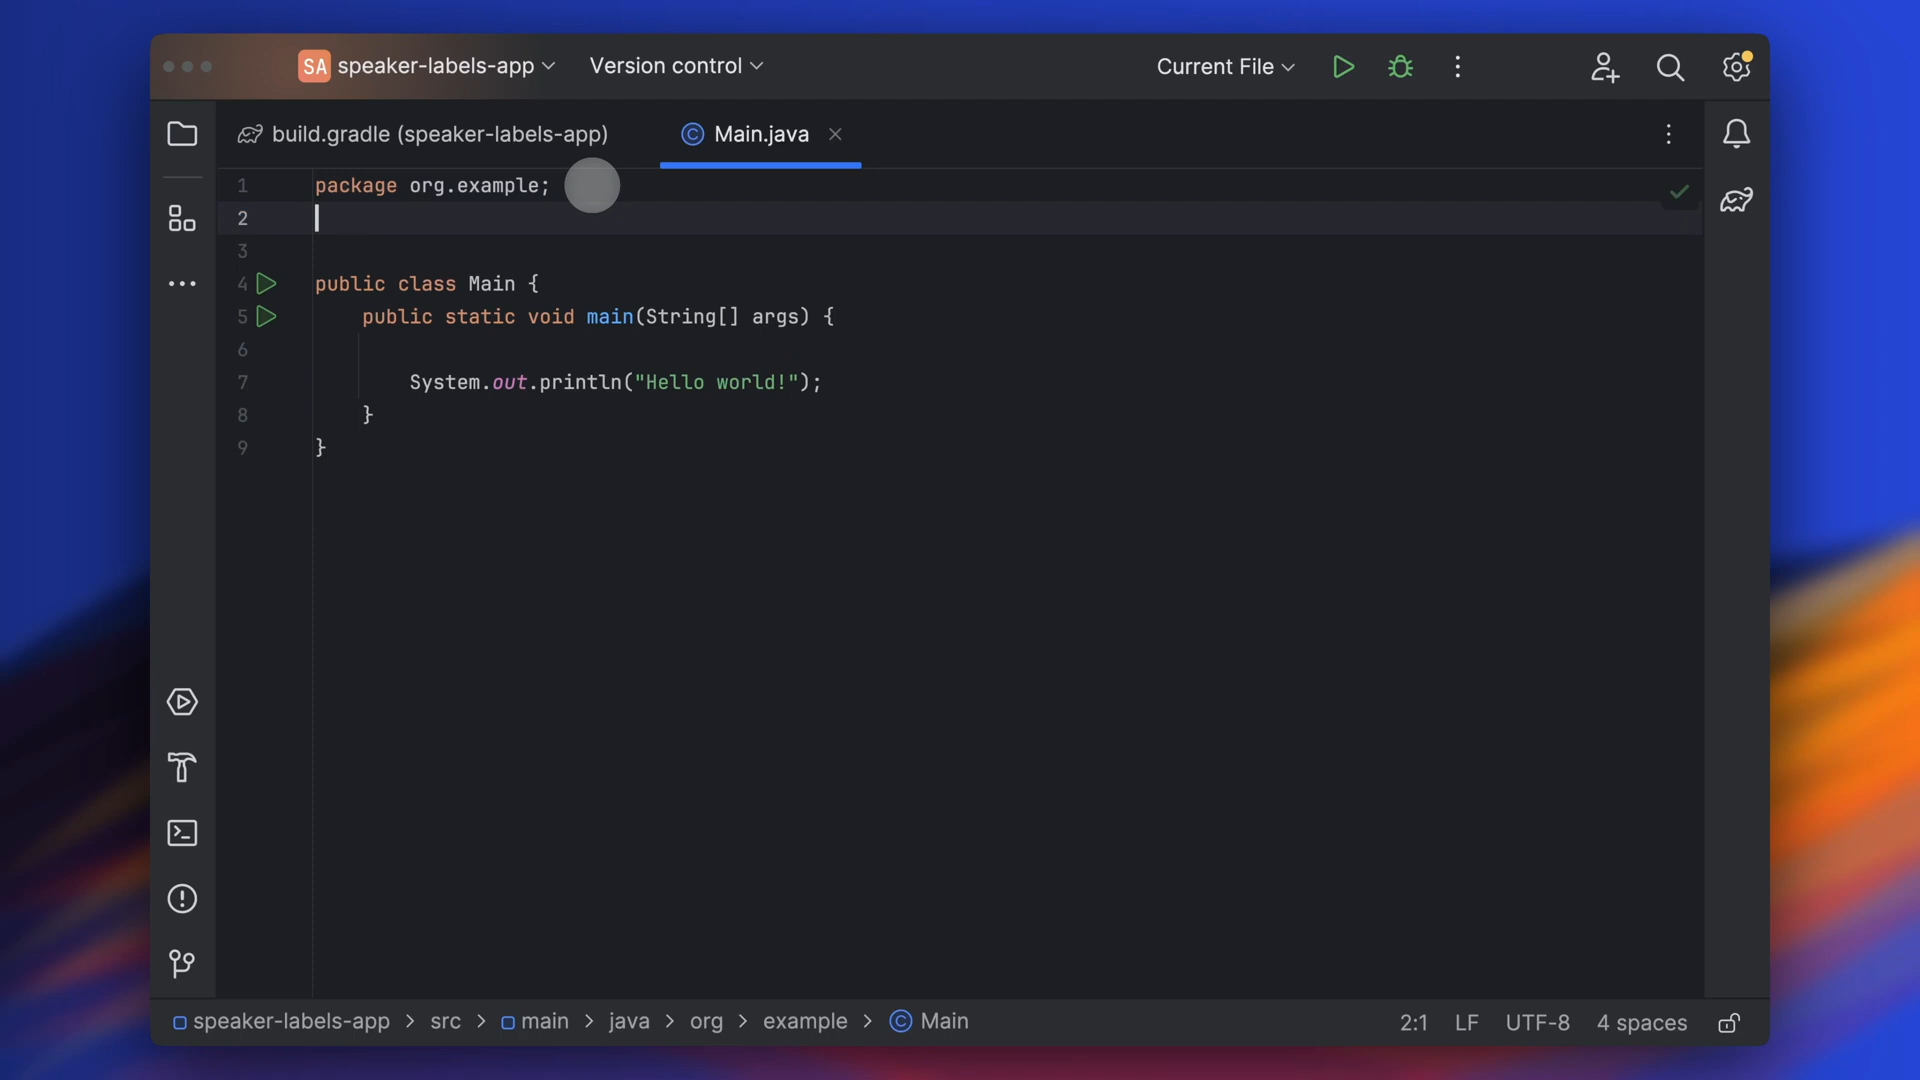 SA speaker-labels-app Version control Current File
build.gradle (speaker-labels-app) Main.java
1 package org.example;
2
3
4 public class Main {
5 public static void main(String[] args) {
6
7 System.out.println("Hello world!");
8 }
9 }
speaker-labels-app > src > main > java > org > example > Main 2:1 LF UTF-8 4 spaces